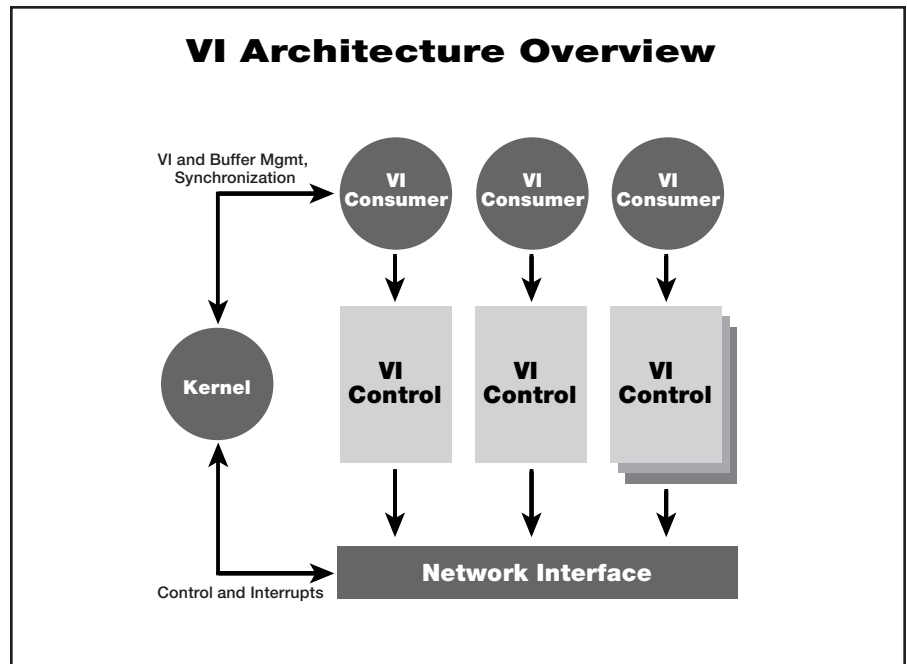 VI Architecture Overview
VI and Buffer Mgmt,
Synchronization
VI
Consumer
VI
Consumer
VI
Consumer
Kernel
VI
Control
VI
Control
VI
Control
Network Interface
Control and Interrupts